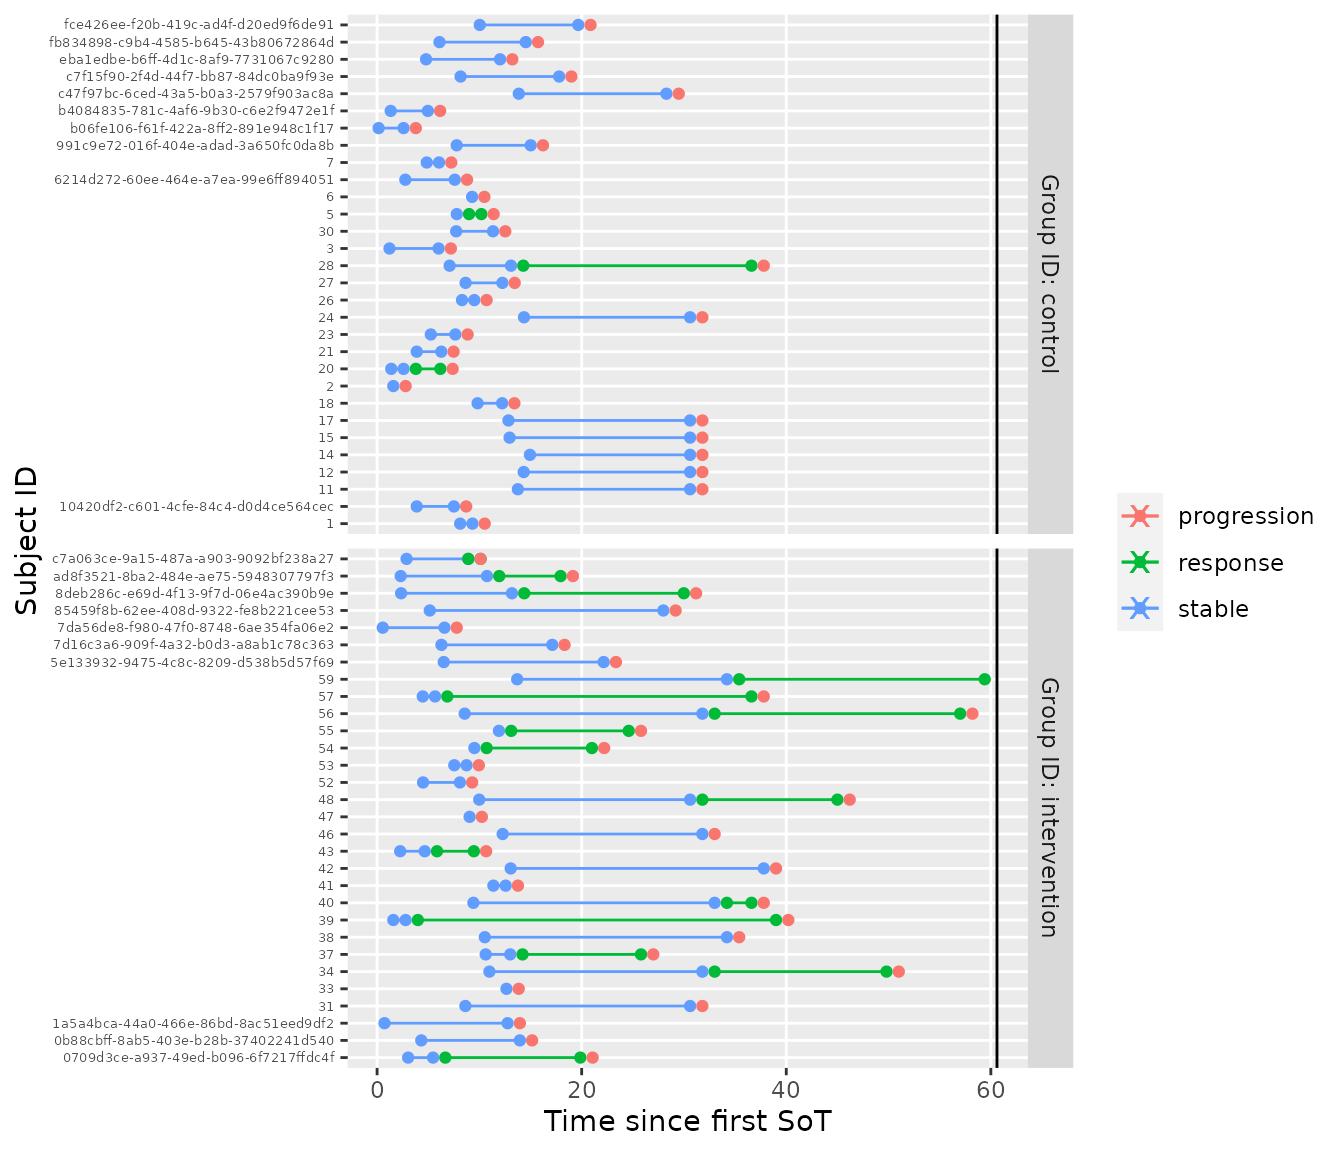 fce426ee-f20b-419c-ad4f-d20ed9f6de91
fb834898-c9b4-4585-b645-43b80672864d
eba1edbe-b6ff-4d1c-8af9-7731067c9280
c7f15f90-2f4d-44f7-bb87-84dc0ba9f93e
c47f97bc-6ced-43a5-b0a3-2579f903ac8a
b4084835-781c-4af6-9b30-c6e2f9472e1f
b06fe106-f61f-422a-8ff2-891e948c1f17
991c9e72-016f-404e-adad-3a650fc0da8b
7
6214d272-60ee-464e-a7ea-99e6ff894051
6
5
30
3
28
27
26
24
23
21
20
2
18
17
15
14
12
11
10420df2-c601-4cfe-84c4-d0d4ce564cec
1
Group ID: control
c7a063ce-9a15-487a-a903-9092bf238a27
ad8f3521-8ba2-484e-ae75-5948307797f3
8deb286c-e69d-4f13-9f7d-06e4ac390b9e
85459f8b-62ee-408d-9322-fe8b221cee53
7da56de8-f980-47f0-8748-6ae354fa06e2
7d16c3a6-909f-4a32-b0d3-a8ab1c78c363
5e133932-9475-4c8c-8209-d538b5d57f69
59
57
56
55
54
53
52
48
47
46
43
42
41
40
39
38
37
34
33
31
1a5a4bca-44a0-466e-86bd-8ac51eed9df2
0b88cbff-8ab5-403e-b28b-37402241d540
0709d3ce-a937-49ed-b096-6f7217ffdc4f
Group ID: intervention
Subject ID
0 20 40 60
Time since first SoT
progression
response
stable